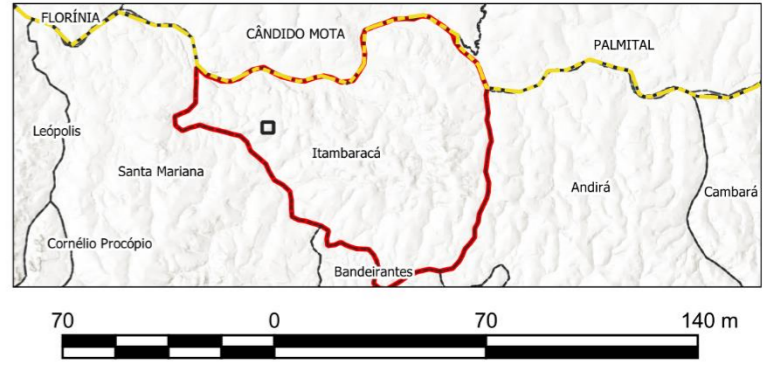 FLORÍNIA
CÂNDIDO MOTA
PALMITAL
Leópolis
Itambaracá
Santa Mariana
Andirá
Cambará
Cornélio Procópio
Bandeirantes
70 0 70 140 m